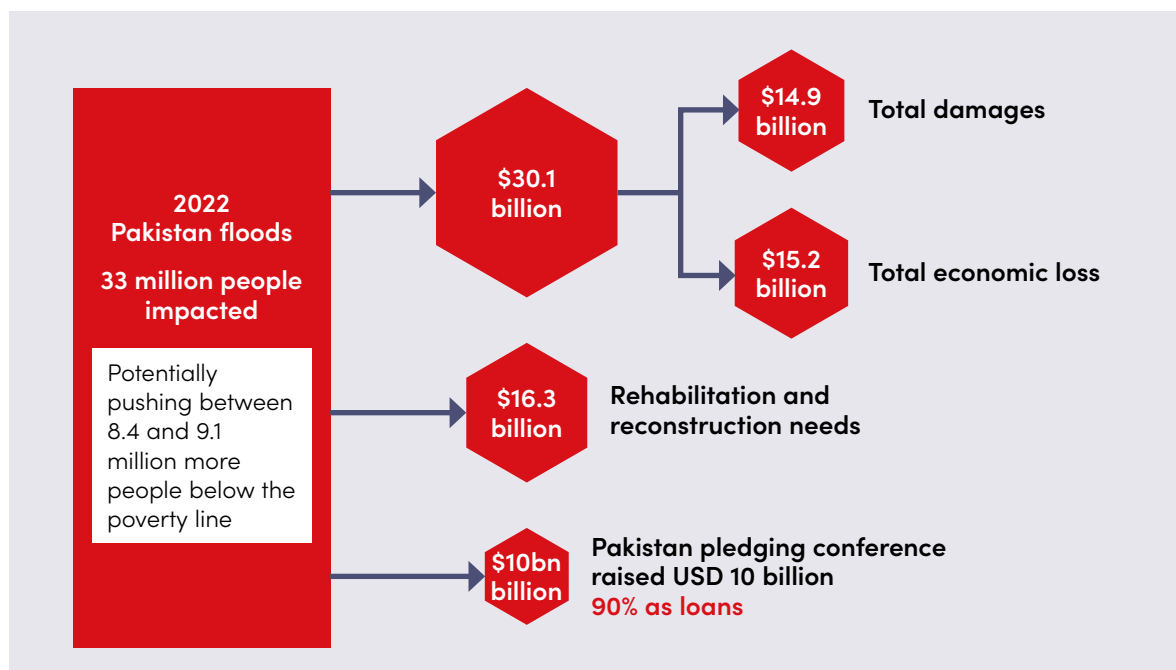 2022
Pakistan floods
33 million people
impacted
Potentially
pushing between
8.4 and 9.1
million more
people below the
poverty line
$30.1
billion
$14.9
billion
Total damages
$15.2
billion
Total economic loss
$16.3
billion
Rehabilitation and
reconstruction needs
$10bn
billion
Pakistan pledging conference
raised USD 10 billion
90% as loans